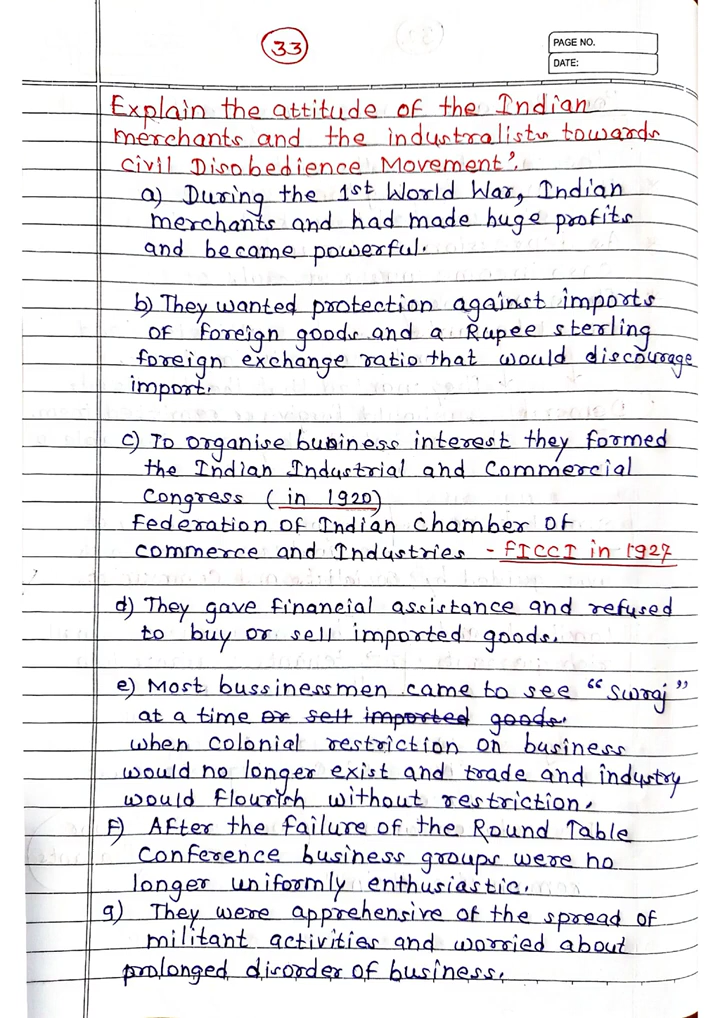 33
PAGE NO.
DATE:
Explain the attitude of the Indian
merchants and the industralists towards
Civil Disobedience Movement?.
a) During the 1st World War, Indian
merchants and had made huge profits
and became powerful.
b) They wanted protection against imports
of foreign goods and a Rupee sterling
foreign exchange ratio that would discourage
import.
c) To organise business interest they formed
the Indian Industrial and Commercial
Congress (in 1920)
Federation of Indian Chamber of
commerce and Industries - FICCI in 1927
d) They gave financial assistance and refused
to buy or sell imported goods.
e) Most bussinessmen came to see "Swraj"
at a time or sell imported goods.
when colonial restriction on business
would no longer exist and trade and industry
would flourish without restriction.
F) After the failure of the Round Table
Conference business groups were no
longer uniformly enthusiastic.
g) They were apprehensive of the spread of
militant activities and worried about
prolonged disorder of business.